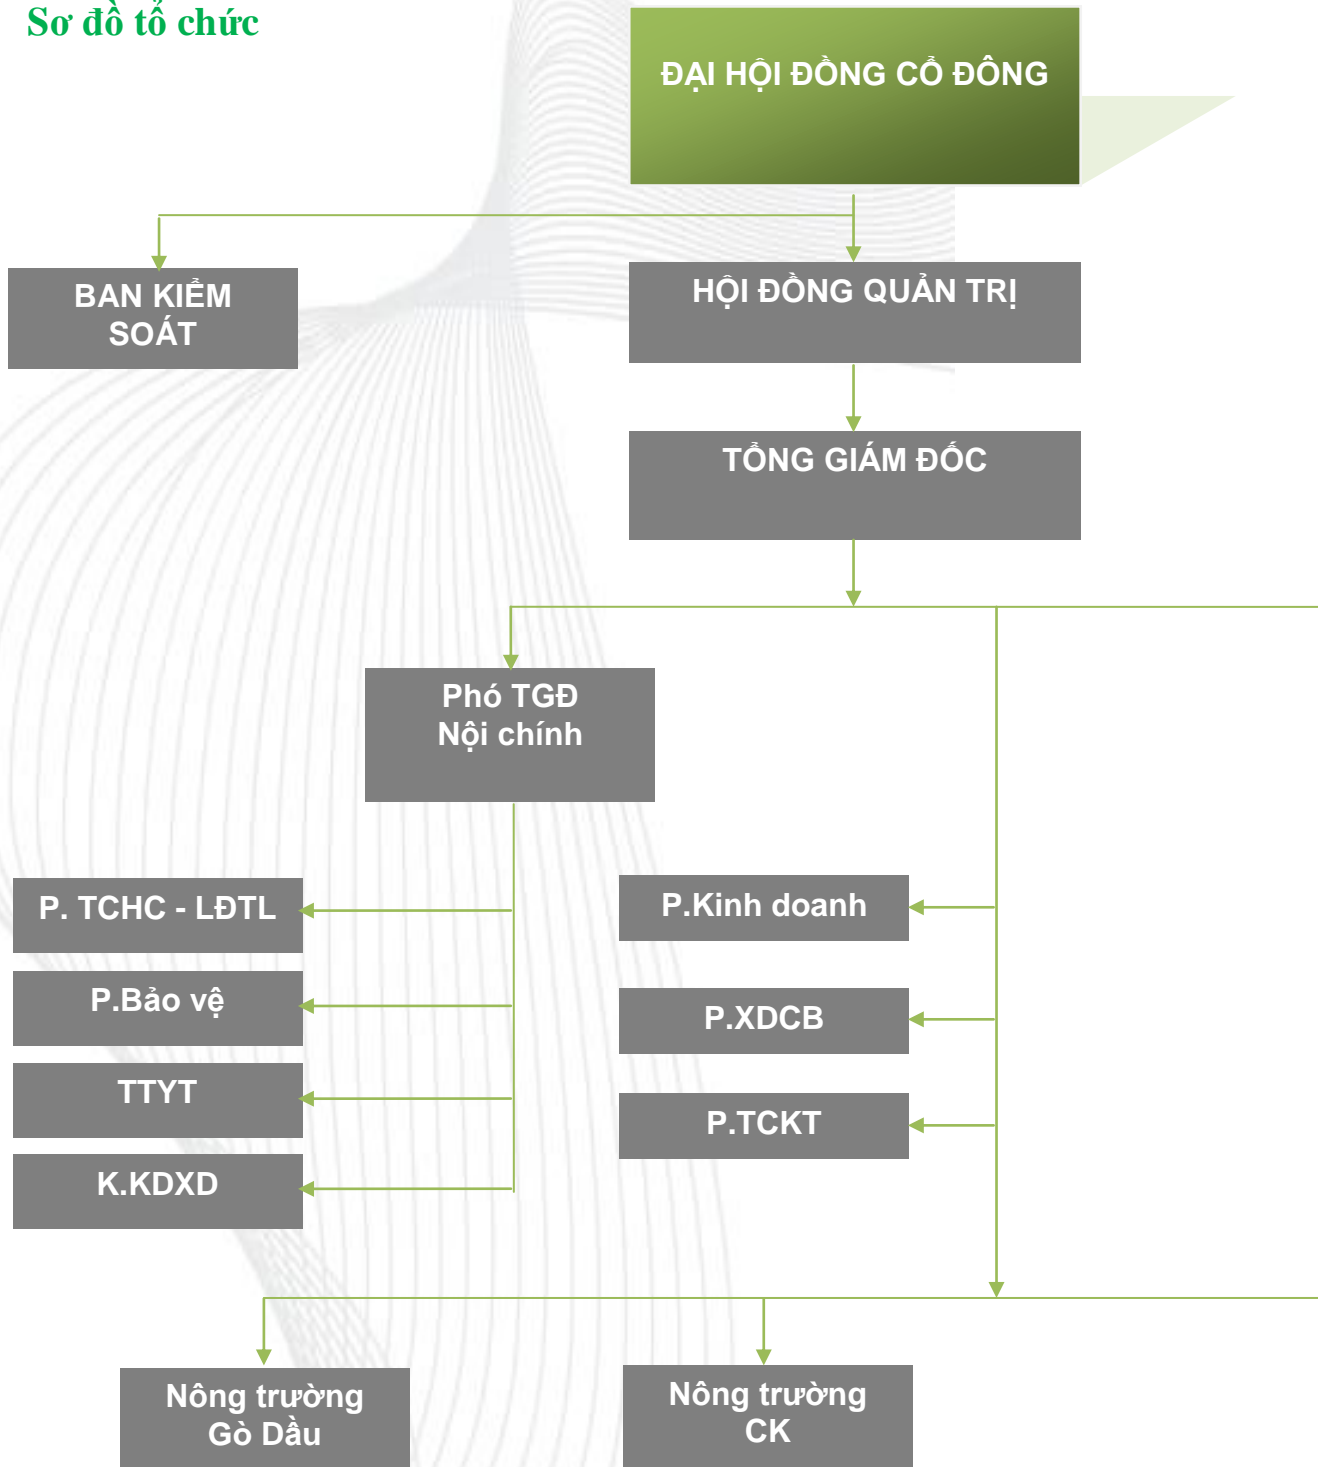 Sơ đồ tổ chức
ĐẠI HỘI ĐỒNG CỔ ĐÔNG
BAN KIỂM
SOÁT
HỘI ĐỒNG QUẢN TRỊ
TỔNG GIÁM ĐỐC
Phó TGĐ
Nội chính
P. TCHC - LĐTL
P.Bảo vệ
TTYT
K.KDXD
P.Kinh doanh
P.XDCB
P.TCKT
Nông trường
Gò Dầu
Nông trường
CK